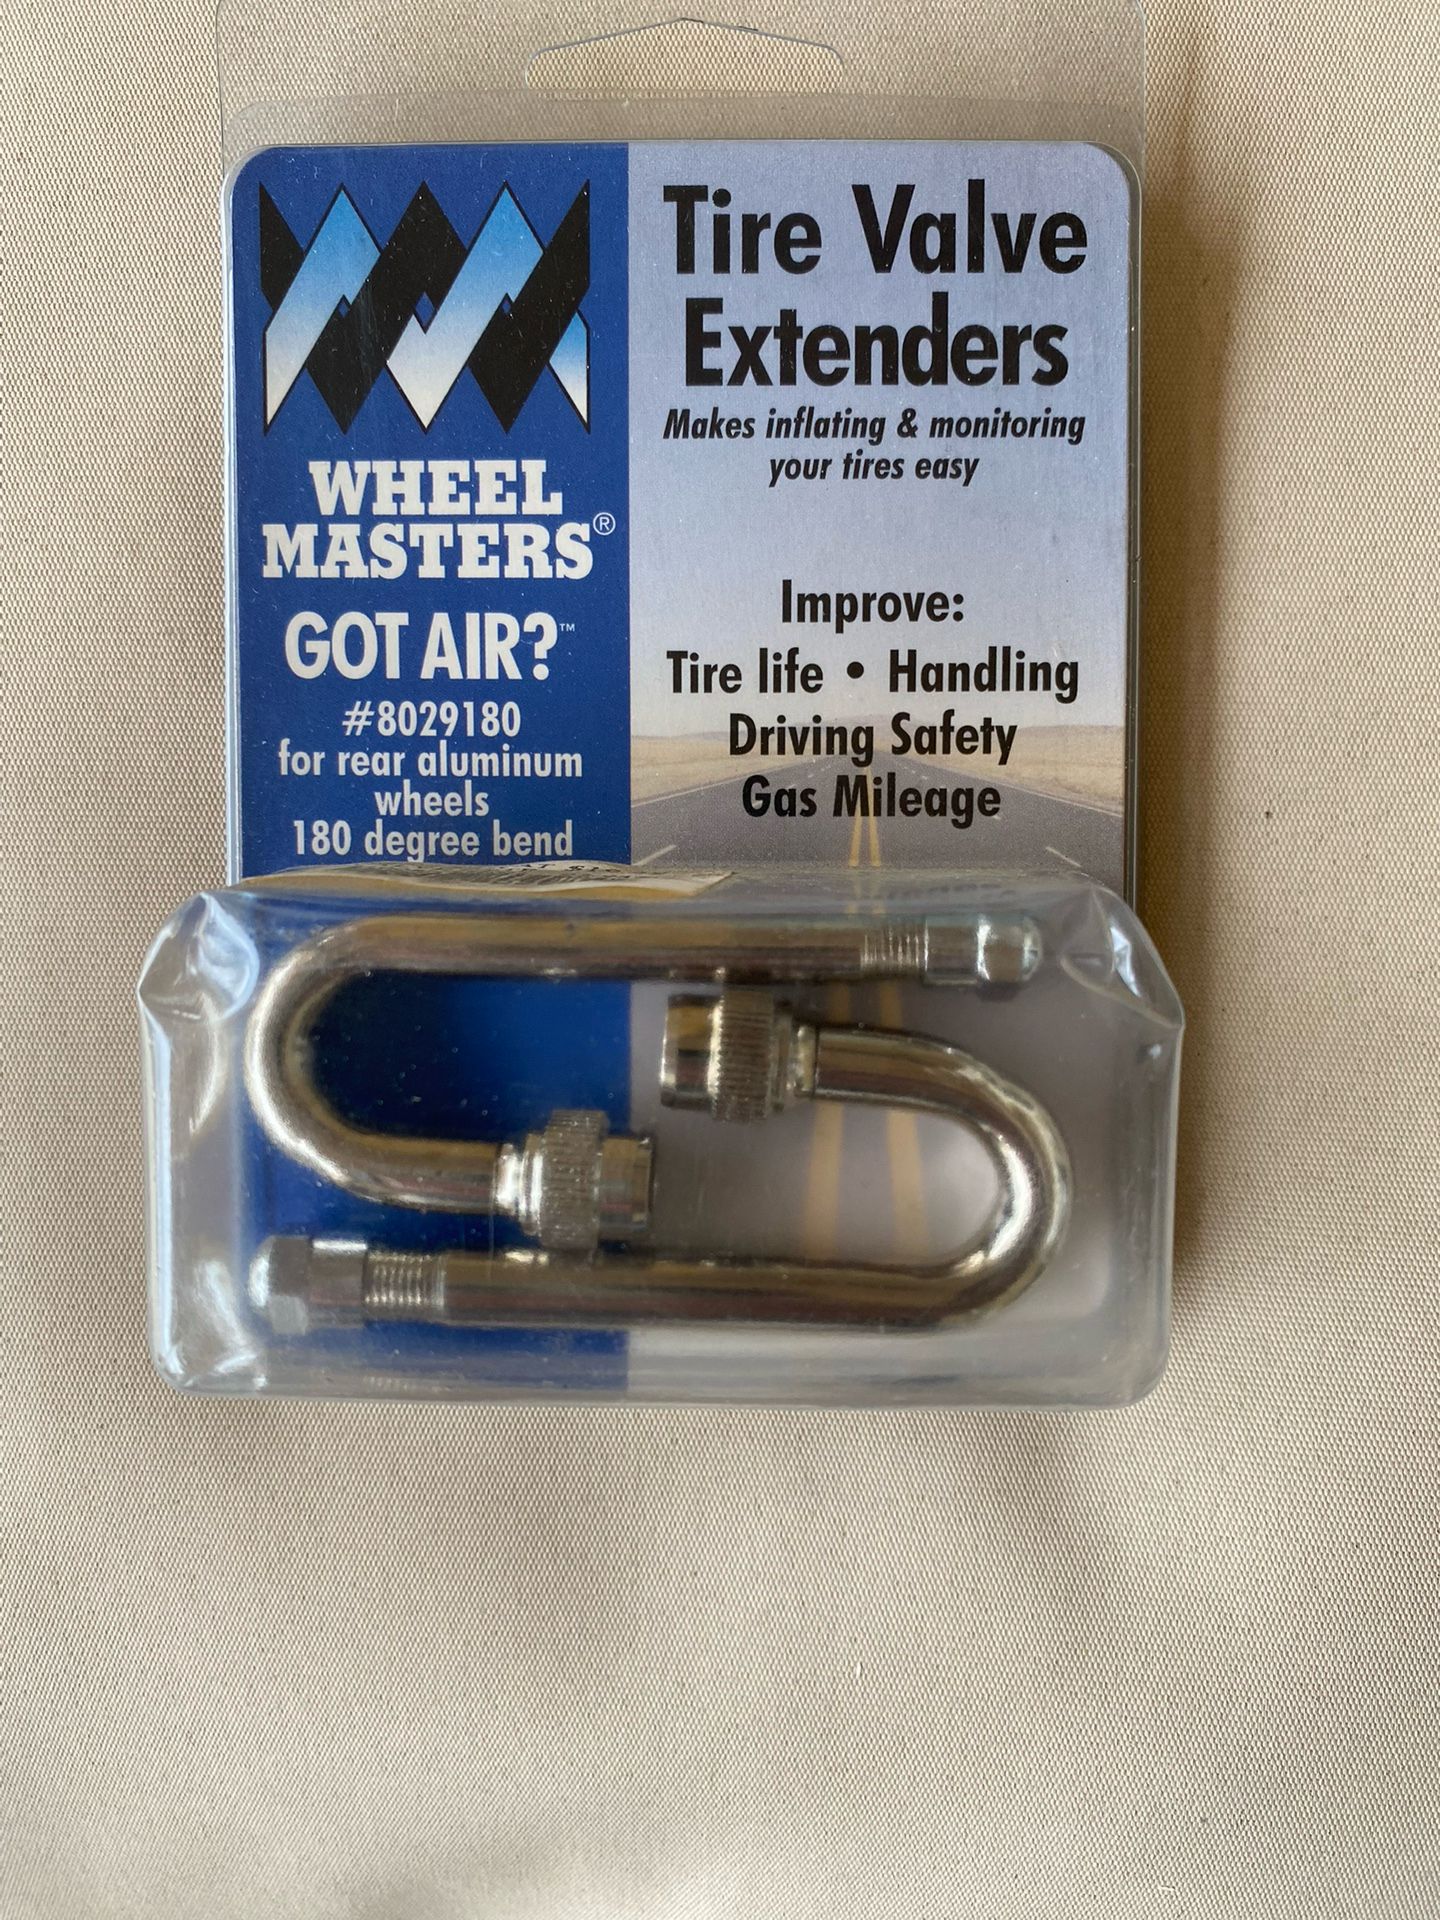 WHEEL
MASTERS®
GOT AIR?™
#8029180
for rear aluminum
wheels
180 degree bend
Tire Valve
Extenders
Makes inflating & monitoring
your tires easy
Improve:
Tire life • Handling
Driving Safety
Gas Mileage